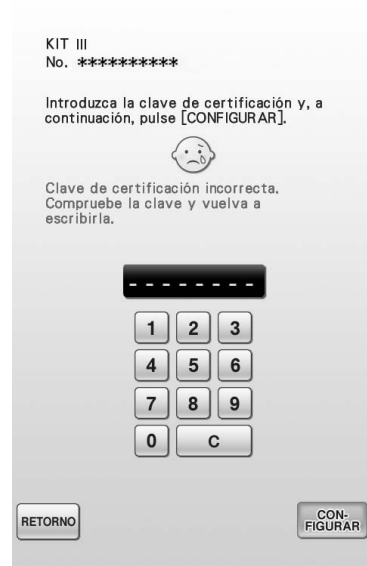 KIT III
No. **********
Introduzca la clave de certificación y, a
continuación, pulse [CONFIGURAR].
Clave de certificación incorrecta.
Compruebe la clave y vuelva a
escribirla.
- - - - - - - -
1 2 3
4 5 6
7 8 9
0 C
RETORNO
CON-
FIGURAR